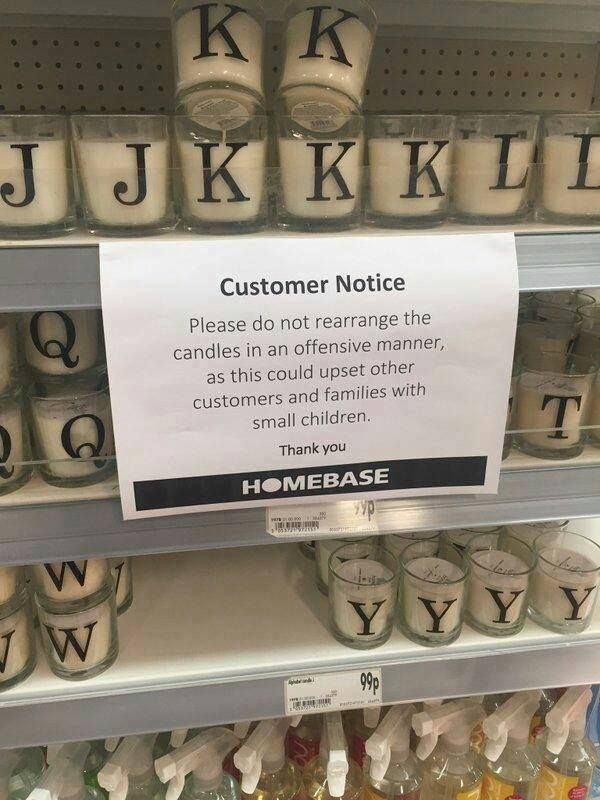 K K
J J K K K L L
Customer Notice
Please do not rearrange the
candles in an offensive manner,
as this could upset other
customers and families with
small children.
Thank you
HOMEBASE
Q
Q Q T
99p
W
W Y Y Y Y
99p